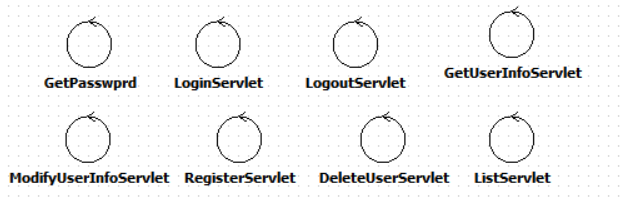 GetPasswprd LoginServlet LogoutServlet GetUserInfoServlet
ModifyUserInfoServlet RegisterServlet DeleteUserServlet ListServlet